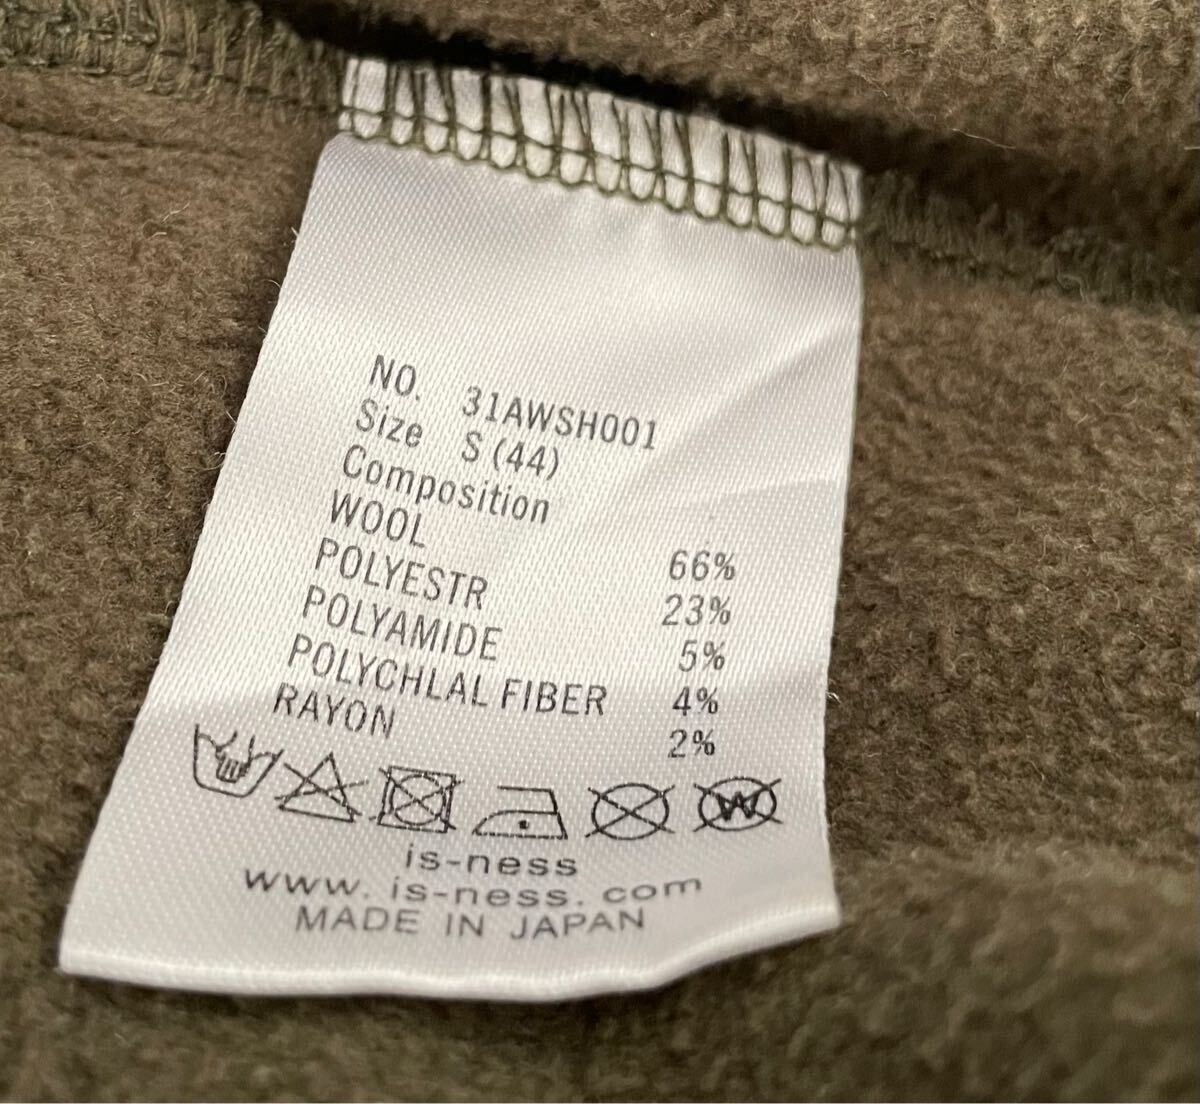 NO. 31AWSH001
Size S (44)
Composition
WOOL 66%
POLYESTR 23%
POLYAMIDE 5%
POLYCHLAL FIBER 4%
RAYON 2%
W
is-ness
www. is-ness. com
MADE IN JAPAN